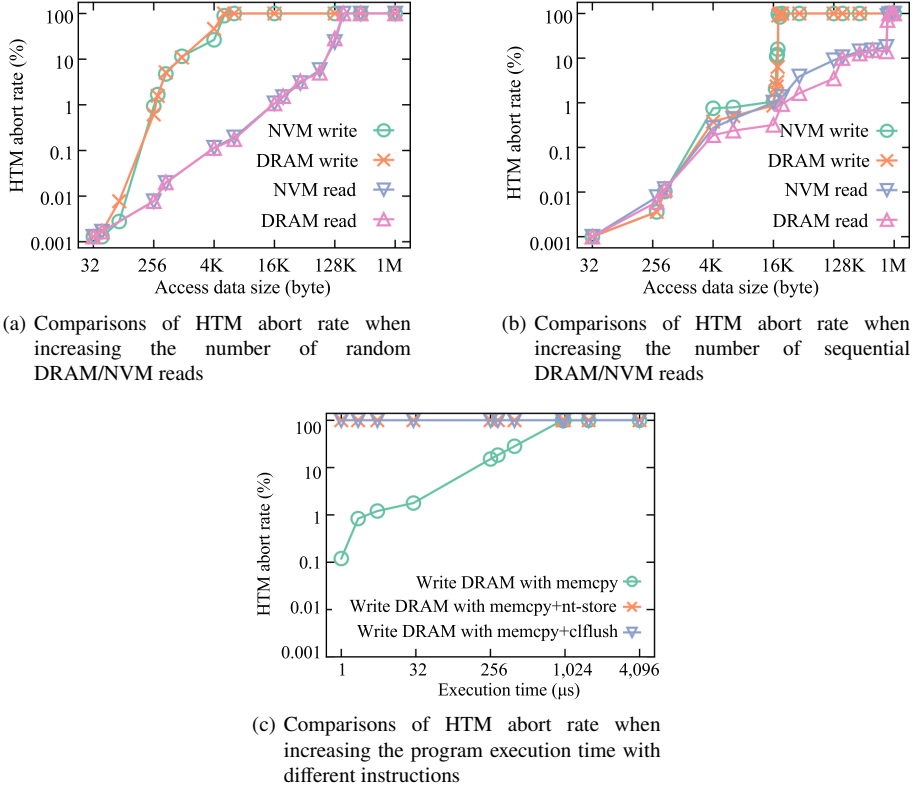 HTM abort rate (%)
100
10
1
0.1
0.01
0.001
NVM write
DRAM write
NVM read
DRAM read
32 256 4K 16K 128K 1M
Access data size (byte)
(a) Comparisons of HTM abort rate when
increasing the number of random
DRAM/NVM reads
HTM abort rate (%)
100
10
1
0.1
0.01
0.001
NVM write
DRAM write
NVM read
DRAM read
32 256 4K 16K 128K 1M
Access data size (byte)
(b) Comparisons of HTM abort rate when
increasing the number of sequential
DRAM/NVM reads
HTM abort rate (%)
100
10
1
0.1
0.01
0.001
Write DRAM with memcpy
Write DRAM with memcpy+nt-store
Write DRAM with memcpy+clflush
1 32 256 1,024 4,096
Execution time (μs)
(c) Comparisons of HTM abort rate when
increasing the program execution time with
different instructions